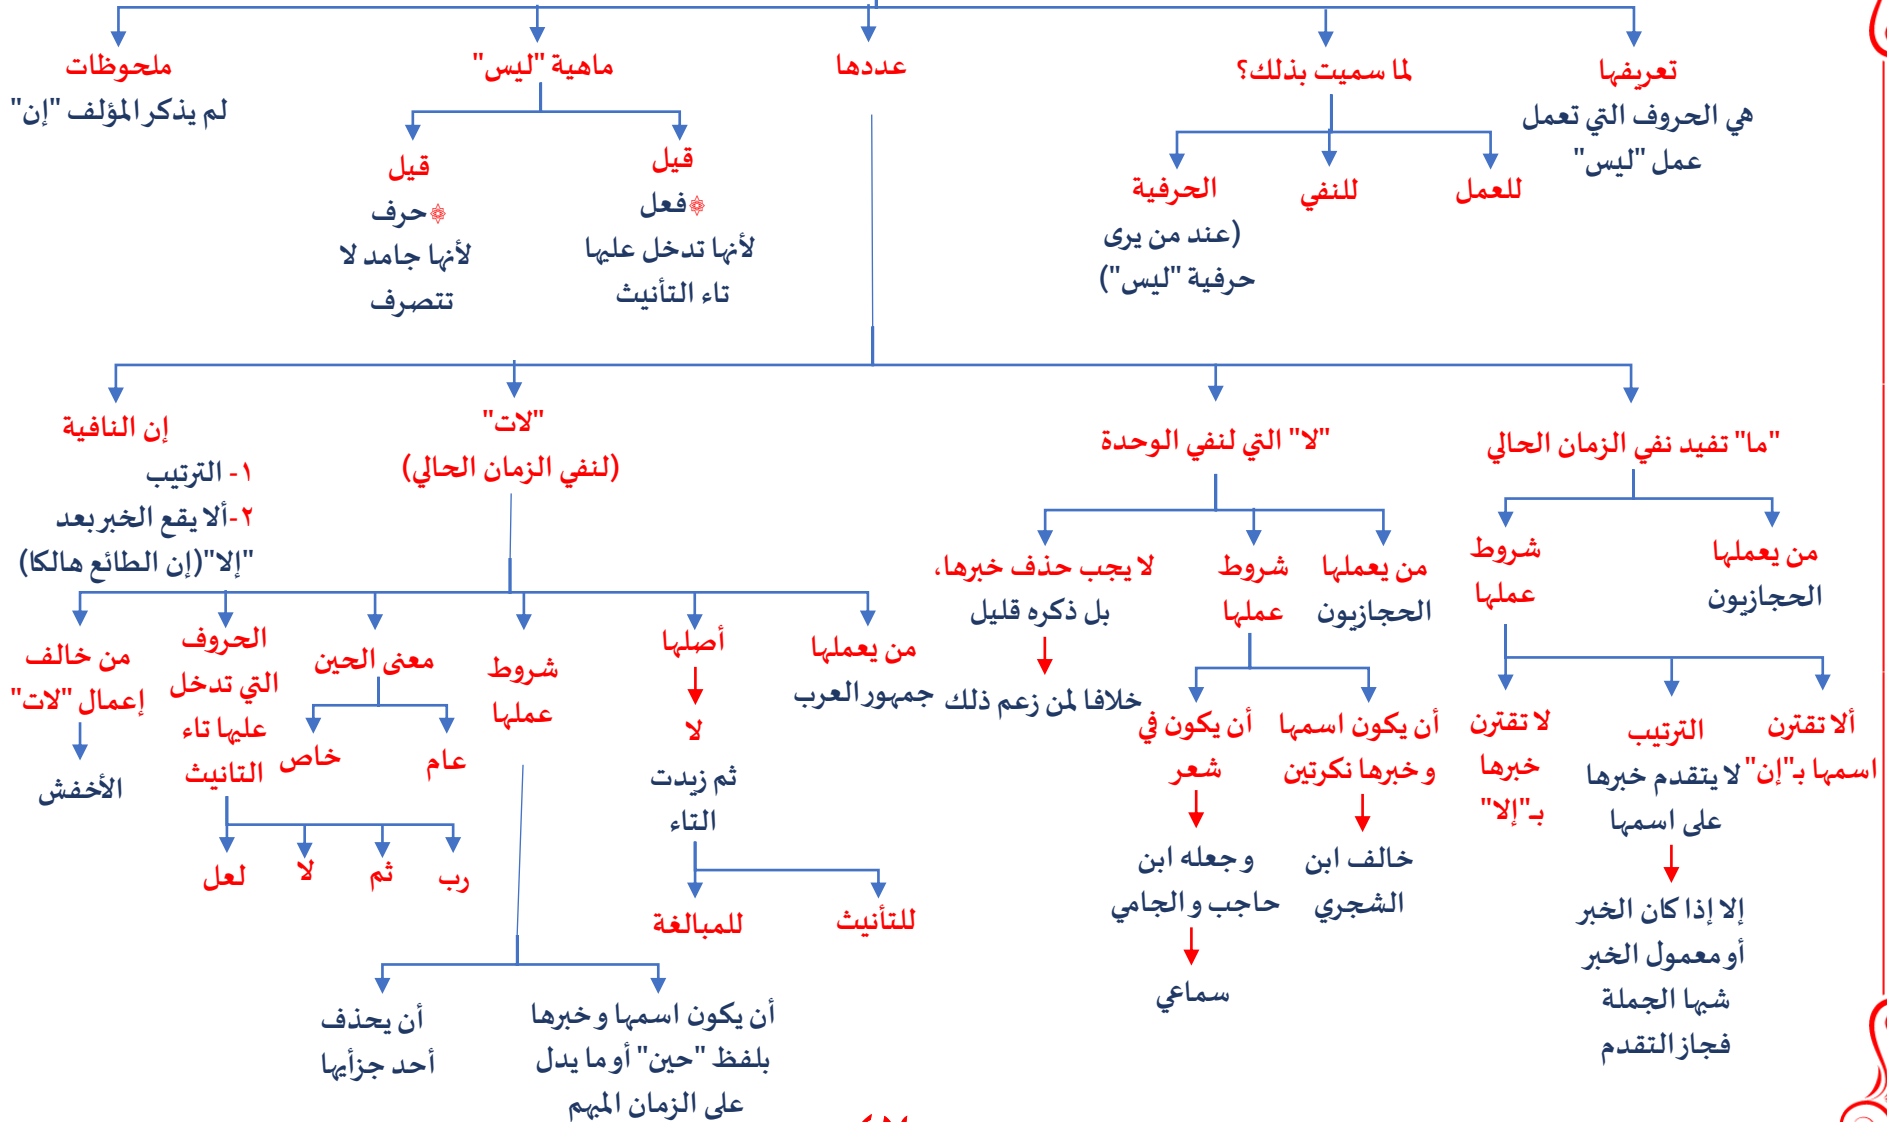 تعريفها
هي الحروف التي تعمل
عمل "ليس"
لما سميت بذلك؟
للعمل
للنفي
الحرفية
(عند من يرى
حرفية "ليس")
عددها
ماهية "ليس"
قيل
فعل
لأنها تدخل عليها
تاء التأنيث
قيل
حرف
لأنها جامد لا
تتصرف
ملحوظات
لم يذكر المؤلف "إن"
"ما" تفيد نفي الزمان الحالي
من يعملها
الحجازيون
شروط
عملها
ألا تقترن
اسمها بـ"إن"
الترتيب
لا يتقدم خبرها
على اسمها
إلا إذا كان الخبر
أو معمول الخبر
شبها الجملة
فجاز التقدم
لا تقترن
خبرها
بـ"إلا"
"لا" التي لنفي الوحدة
من يعملها
الحجازيون
شروط
عملها
أن يكون اسمها
و خبرها نكرتين
خالف ابن
الشجري
أن يكون في
شعر
وجعله ابن
حاجب و الجامي
سماعي
لا يجب حذف خبرها،
بل ذكره قليل
خلافا لمن زعم ذلك
"لات"
(لنفي الزمان الحالي)
من يعملها
جمهور العرب
أصلها
لا
ثم زيدت
التاء
للتأنيث
للمبالغة
شروط
عملها
أن يكون اسمها و خبرها
بلفظ "حين" أو ما يدل
على الزمان المبهم
أن يحذف
أحد جزأيها
معنى الحين
عام
خاص
الحروف
التي تدخل
عليها تاء
التانيث
رب
ثم
لا
لعل
من خالف
إعمال "لات"
الأخفش
إن النافية
١- الترتيب
٢-ألا يقع الخبر بعد
"إلا"(إن الطائع هالكا)